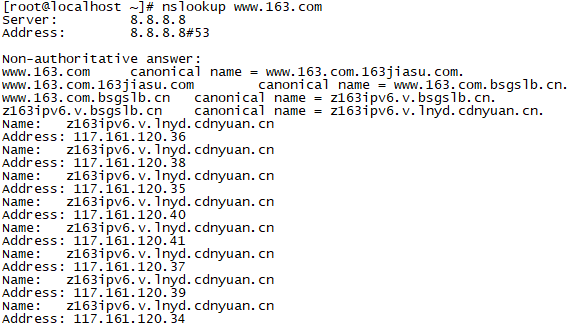 [root@localhost ~]# nslookup www.163.com
Server:         8.8.8.8
Address:        8.8.8.8#53

Non-authoritative answer:
www.163.com     canonical name = www.163.com.163jiasu.com.
www.163.com.163jiasu.com        canonical name = www.163.com.bsgslb.cn.
www.163.com.bsgslb.cn   canonical name = z163ipv6.v.bsgslb.cn.
z163ipv6.v.bsgslb.cn    canonical name = z163ipv6.v.lnyd.cdnyuan.cn.
Name:   z163ipv6.v.lnyd.cdnyuan.cn
Address: 117.161.120.36
Name:   z163ipv6.v.lnyd.cdnyuan.cn
Address: 117.161.120.38
Name:   z163ipv6.v.lnyd.cdnyuan.cn
Address: 117.161.120.35
Name:   z163ipv6.v.lnyd.cdnyuan.cn
Address: 117.161.120.40
Name:   z163ipv6.v.lnyd.cdnyuan.cn
Address: 117.161.120.41
Name:   z163ipv6.v.lnyd.cdnyuan.cn
Address: 117.161.120.37
Name:   z163ipv6.v.lnyd.cdnyuan.cn
Address: 117.161.120.39
Name:   z163ipv6.v.lnyd.cdnyuan.cn
Address: 117.161.120.34